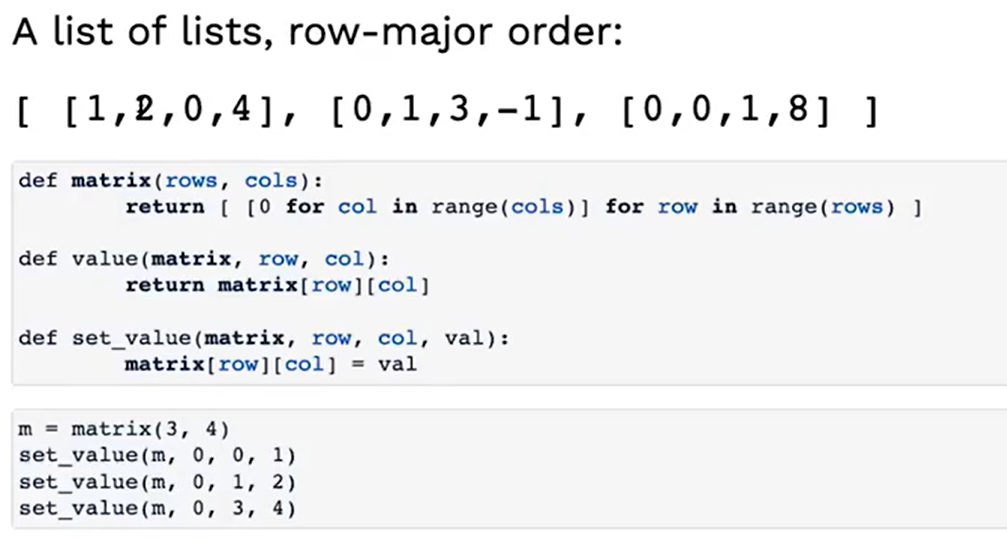 A list of lists, row-major order:
[ [1,2,0,4], [0,1,3,-1], [0,0,1,8] ]
def matrix(rows, cols):
        return [ [0 for col in range(cols)] for row in range(rows) ]
def value(matrix, row, col):
        return matrix[row][col]
def set_value(matrix, row, col, val):
        matrix[row][col] = val
m = matrix(3, 4)
set_value(m, 0, 0, 1)
set_value(m, 0, 1, 2)
set_value(m, 0, 3, 4)